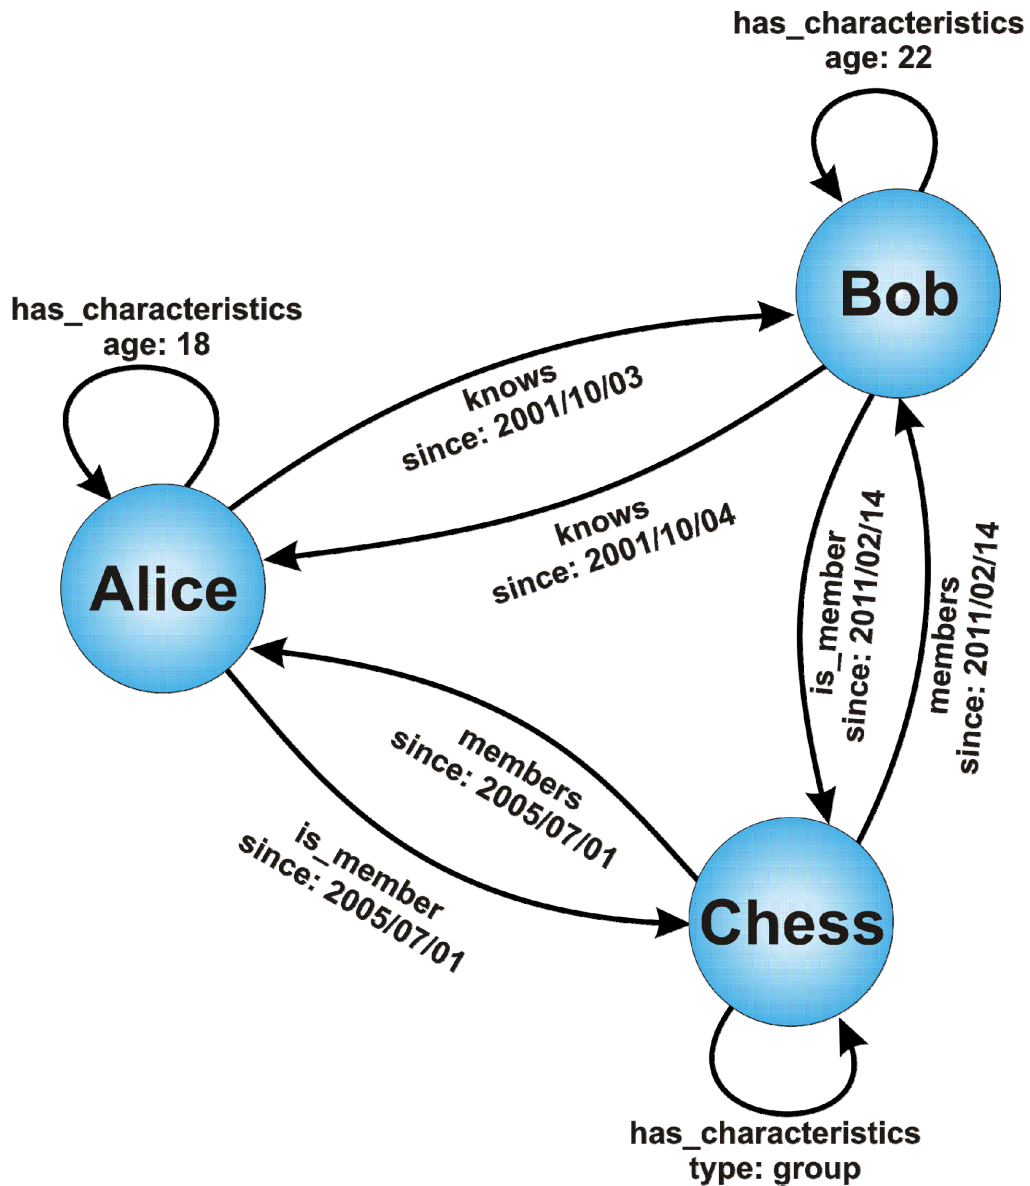 has_characteristics
age: 22
Bob
has_characteristics
age: 18
knows
since: 2001/10/03
knows
since: 2001/10/04
Alice
is_member
since: 2011/02/14
members
since: 2011/02/14
members
since: 2005/07/01
is_member
since: 2005/07/01
Chess
has_characteristics
type: group